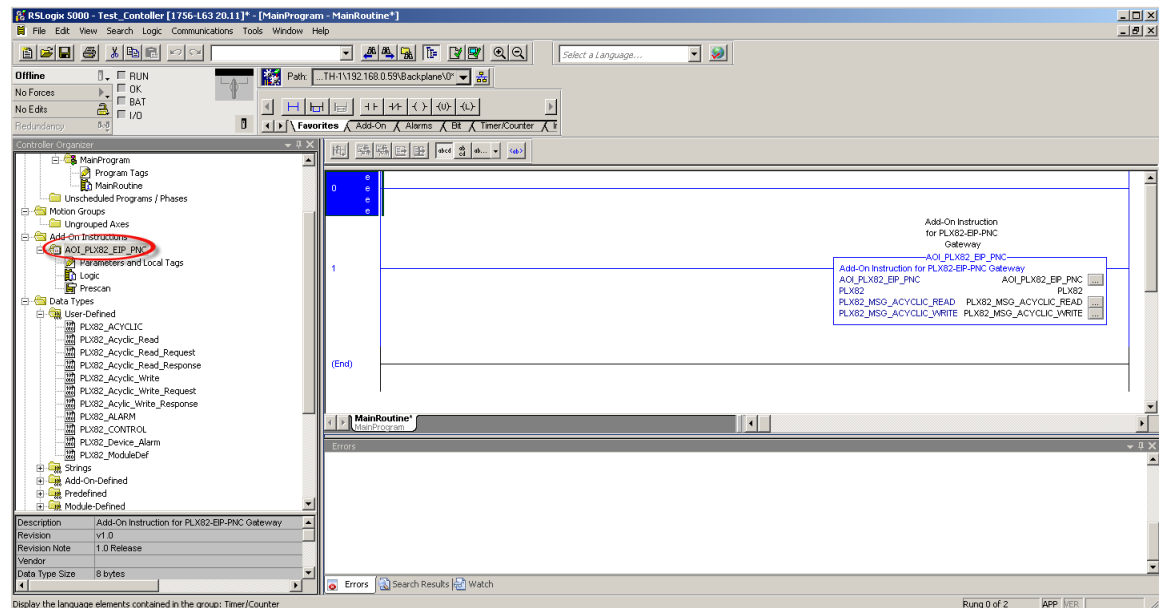 RSLogix 5000 - Test_Contoller [1756-L63 20.11]* - [MainProgram - MainRoutine*]
File Edit View Search Logic Communications Tools Window Help
Select a Language...
Offline
RUN
No Forces
OK
No Edits
BAT
Redundancy
I/O
Path: ...TH-1\192.168.0.59\Backplane\0*
Favorites Add-On Alarms Bit Timer/Counter
Controller Organizer
MainProgram
Program Tags
MainRoutine
Unscheduled Programs / Phases
Motion Groups
Ungrouped Axes
Add-On Instructions
AOI_PLX82_EIP_PNC
Parameters and Local Tags
Logic
Prescan
Data Types
User-Defined
PLX82_ACYCLIC
PLX82_Acyclic_Read
PLX82_Acyclic_Read_Request
PLX82_Acyclic_Read_Response
PLX82_Acyclic_Write
PLX82_Acyclic_Write_Request
PLX82_Acylic_Write_Response
PLX82_ALARM
PLX82_CONTROL
PLX82_Device_Alarm
PLX82_ModuleDef
Strings
Add-On-Defined
Predefined
Module-Defined
Description Add-On Instruction for PLX82-EIP-PNC Gateway
Revision v1.0
Revision Note 1.0 Release
Vendor
Data Type Size 8 bytes
e
0 e
e
e
Add-On Instruction
for PLX82-EIP-PNC
Gateway
AOI_PLX82_EIP_PNC
1
Add-On Instruction for PLX82-EIP-PNC Gateway
AOI_PLX82_EIP_PNC AOI_PLX82_EIP_PNC ...
PLX82 PLX82
PLX82_MSG_ACYCLIC_READ PLX82_MSG_ACYCLIC_READ ...
PLX82_MSG_ACYCLIC_WRITE PLX82_MSG_ACYCLIC_WRITE ...
(End)
MainRoutine*
MainProgram
Errors
Errors Search Results Watch
Display the language elements contained in the group: Timer/Counter
Rung 0 of 2 APP VER